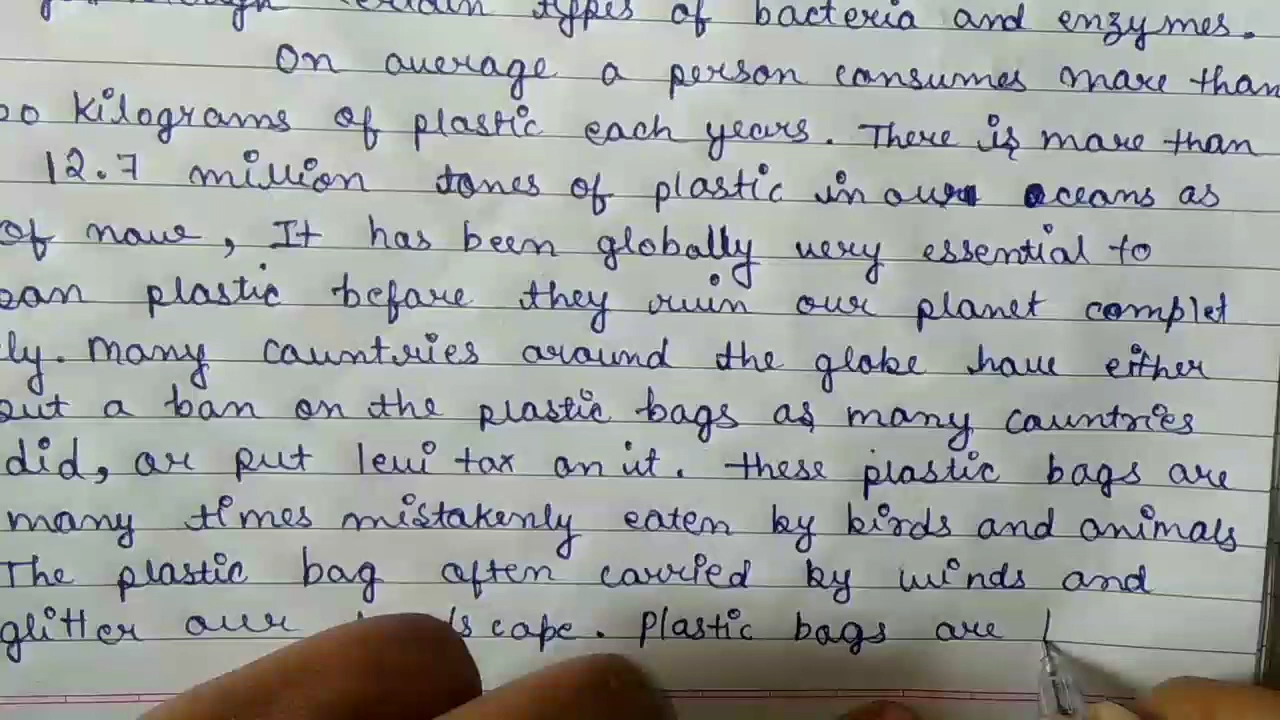 types of bacteria and enzymes.
On average a person consumes more than
00 kilograms of plastic each years. There is more than
12.7 million tones of plastic in our oceans as
of now, It has been globally very essential to
ban plastic before they ruin our planet complet
ly. Many countries around the globe have either
put a ban on the plastic bags as many countries
did, or put levi tax on it. These plastic bags are
many times mistakenly eaten by birds and animals
The plastic bag often carried by winds and
glitter our scape. Plastic bags are